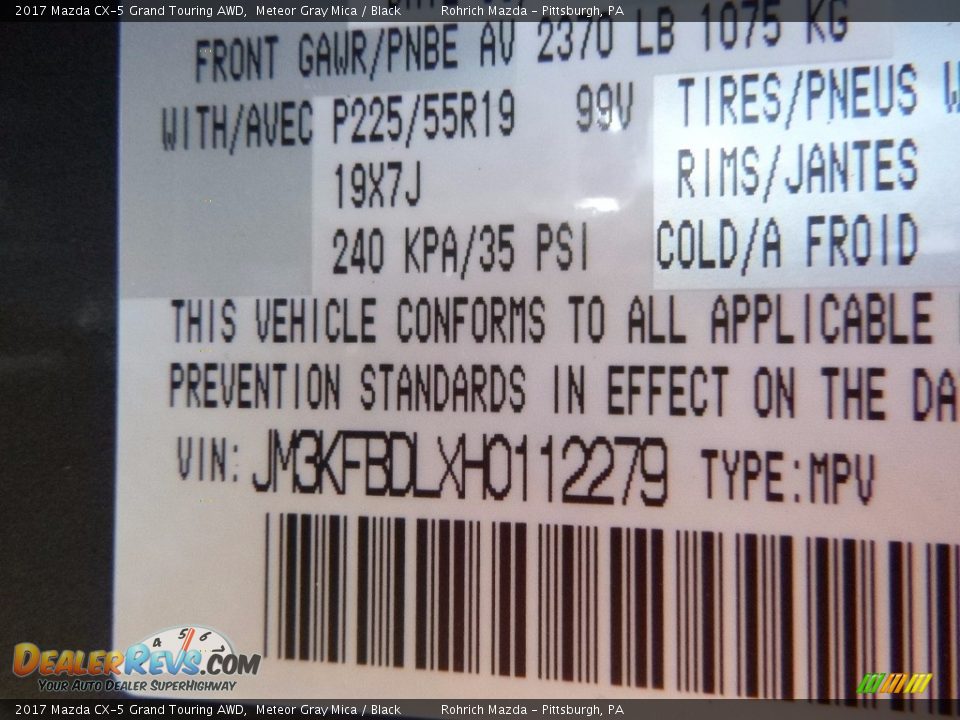 2017 Mazda CX-5 Grand Touring AWD, Meteor Gray Mica / Black Rohrich Mazda - Pittsburgh, PA
FRONT GAWR/PNBE AV 2370 LB 1075 KG
WITH/AVEC P225/55R19 99V TIRES/PNEUS
19X7J RIMS/JANTES
240 KPA/35 PSI COLD/A FROID
THIS VEHICLE CONFORMS TO ALL APPLICABLE
PREVENTION STANDARDS IN EFFECT ON THE DA
VIN: JM3KFBDLXH0112279 TYPE:MPV
4 5 6
DEALERREVS.COM
YOUR AUTO DEALER SUPERHIGHWAY
2017 Mazda CX-5 Grand Touring AWD, Meteor Gray Mica / Black Rohrich Mazda - Pittsburgh, PA